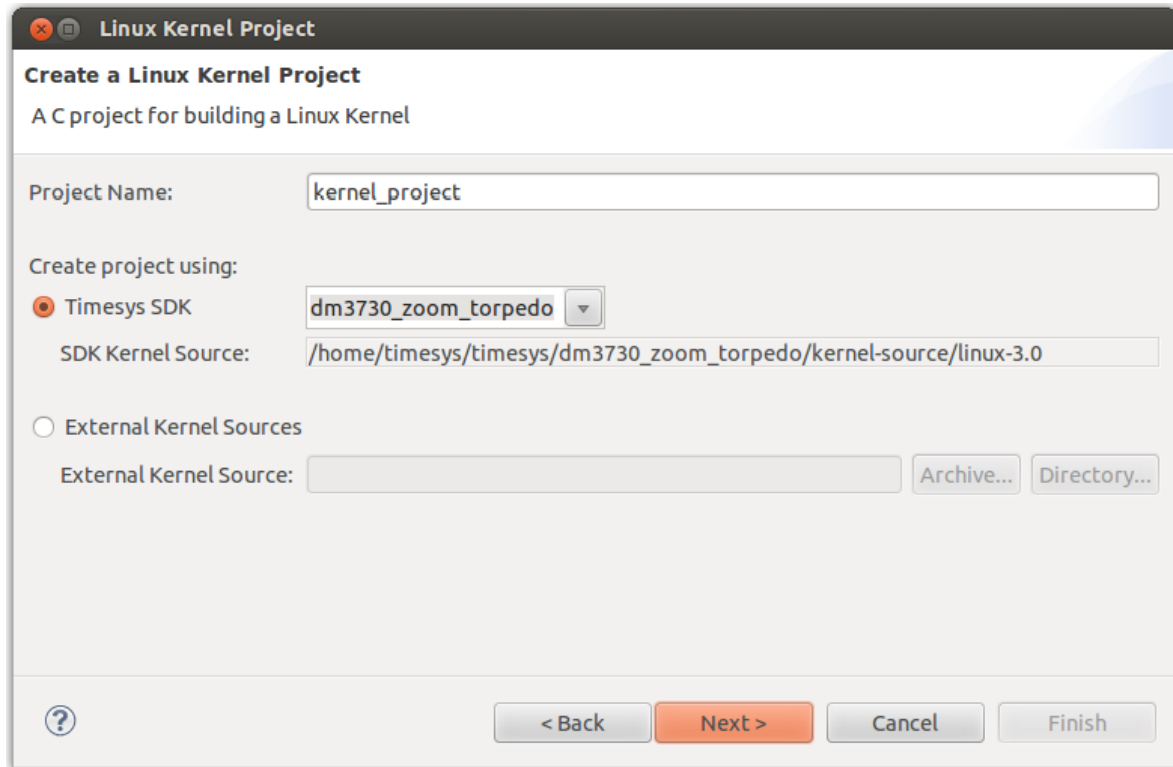 Linux Kernel Project
Create a Linux Kernel Project
A C project for building a Linux Kernel
Project Name: kernel_project
Create project using:
Timesys SDK dm3730_zoom_torpedo
SDK Kernel Source: /home/timesys/timesys/dm3730_zoom_torpedo/kernel-source/linux-3.0
External Kernel Sources
External Kernel Source: Archive... Directory...
? < Back Next > Cancel Finish